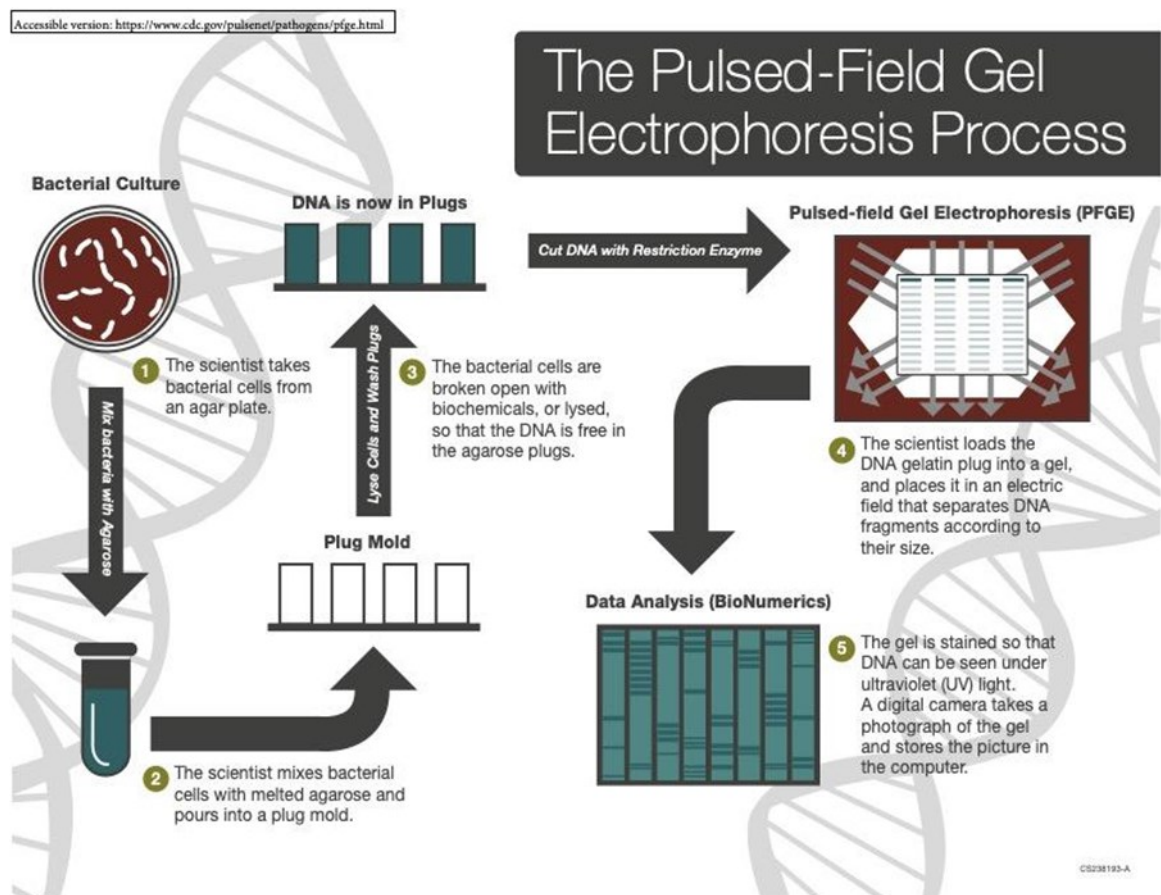 Accessible version: https://www.cdc.gov/pulsenet/pathogens/pfge.html
The Pulsed-Field Gel
Electrophoresis Process
Bacterial Culture
1
The scientist takes
bacterial cells from
an agar plate.
Mix bacteria with Agarose
2
The scientist mixes bacterial
cells with melted agarose and
pours into a plug mold.
Plug Mold
Lyse Cells and Wash Plugs
3
The bacterial cells are
broken open with
biochemicals, or lysed,
so that the DNA is free in
the agarose plugs.
DNA is now in Plugs
Cut DNA with Restriction Enzyme
Pulsed-field Gel Electrophoresis (PFGE)
4
The scientist loads the
DNA gelatin plug into a gel,
and places it in an electric
field that separates DNA
fragments according to
their size.
Data Analysis (BioNumerics)
5
The gel is stained so that
DNA can be seen under
ultraviolet (UV) light.
A digital camera takes a
photograph of the gel
and stores the picture in
the computer.
CS238193-A